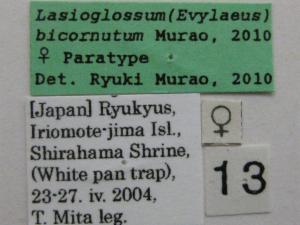 Lasioglossum(Evylaeus)
bicornutum Murao, 2010
♀ Paratype
Det. Ryuki Murao, 2010
[Japan] Ryukyus,
Iriomote-jima Isl.,
Shirahama Shrine,
(White pan trap),
23-27. iv. 2004,
T. Mita leg.
♀
13